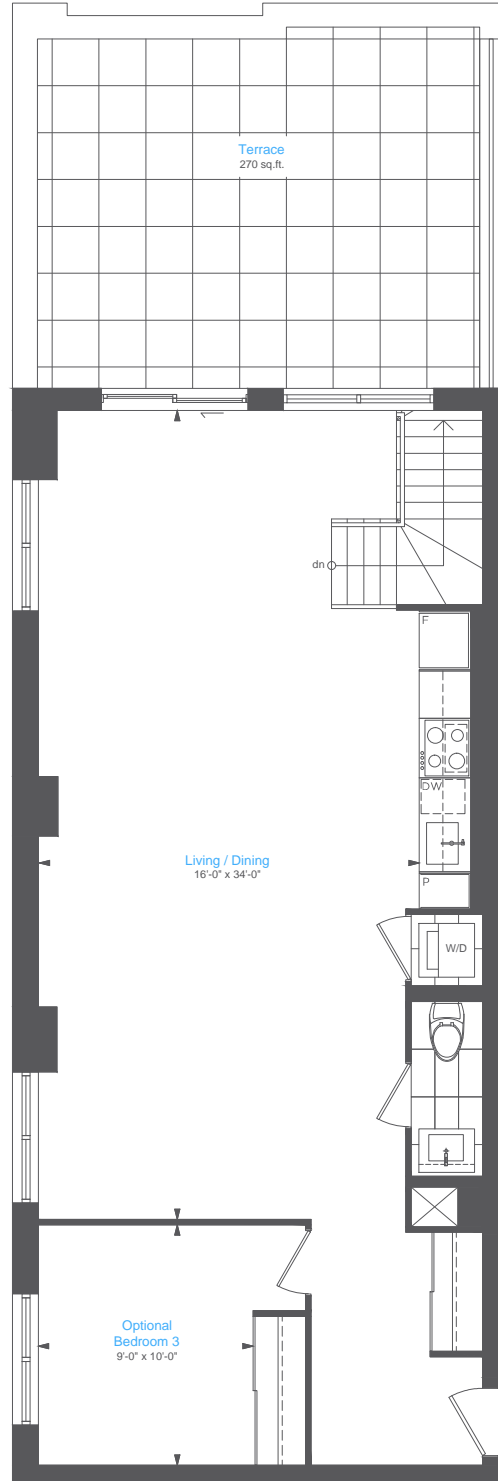 Terrace
270 sq.ft.
dn
F
DW
Living / Dining
16'-0" x 34'-0"
P
W/D
Optional
Bedroom 3
9'-0" x 10'-0"